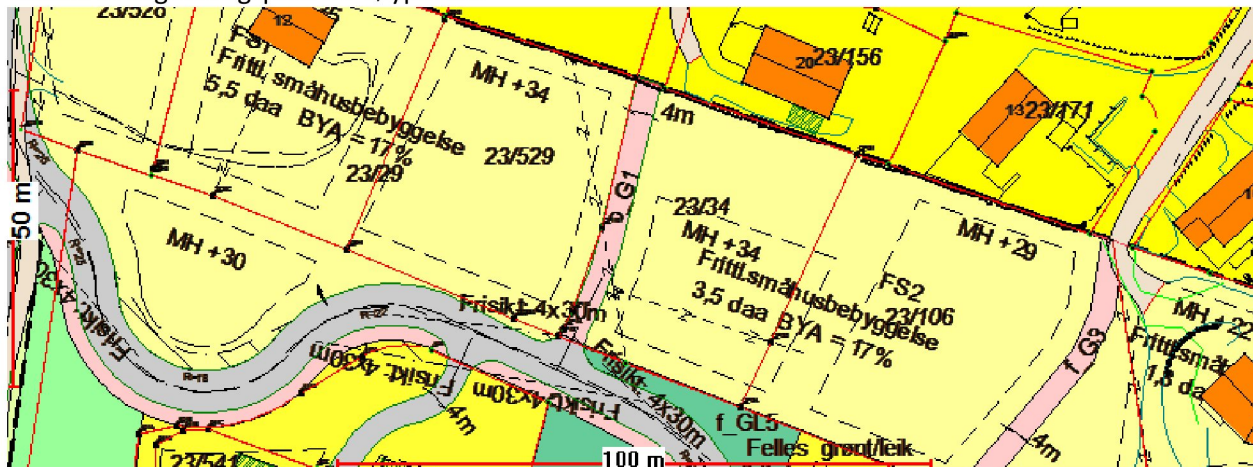 23/528
12
FS1
Frittl. småhusbebyggelse
5,5 daa BYA = 17%
23/29
MH +34
23/529
4m
20
23/156
13
23/171
f_G1
MH +30
23/34
MH +34
Frittl.småhusbebyggelse
3,5 daa BYA = 17%
MH +29
FS2
23/106
f_G3
MH +22
Frittl.småh
1,5 da
50 m
Frisikt: 4x30m
Frisikt: 4x30m
Frisikt: 4x30m
Frisikt: 4x30m
Frisikt: 4x30m
4m
4m
f_GL5
Felles grønt/leik
23/541
100 m